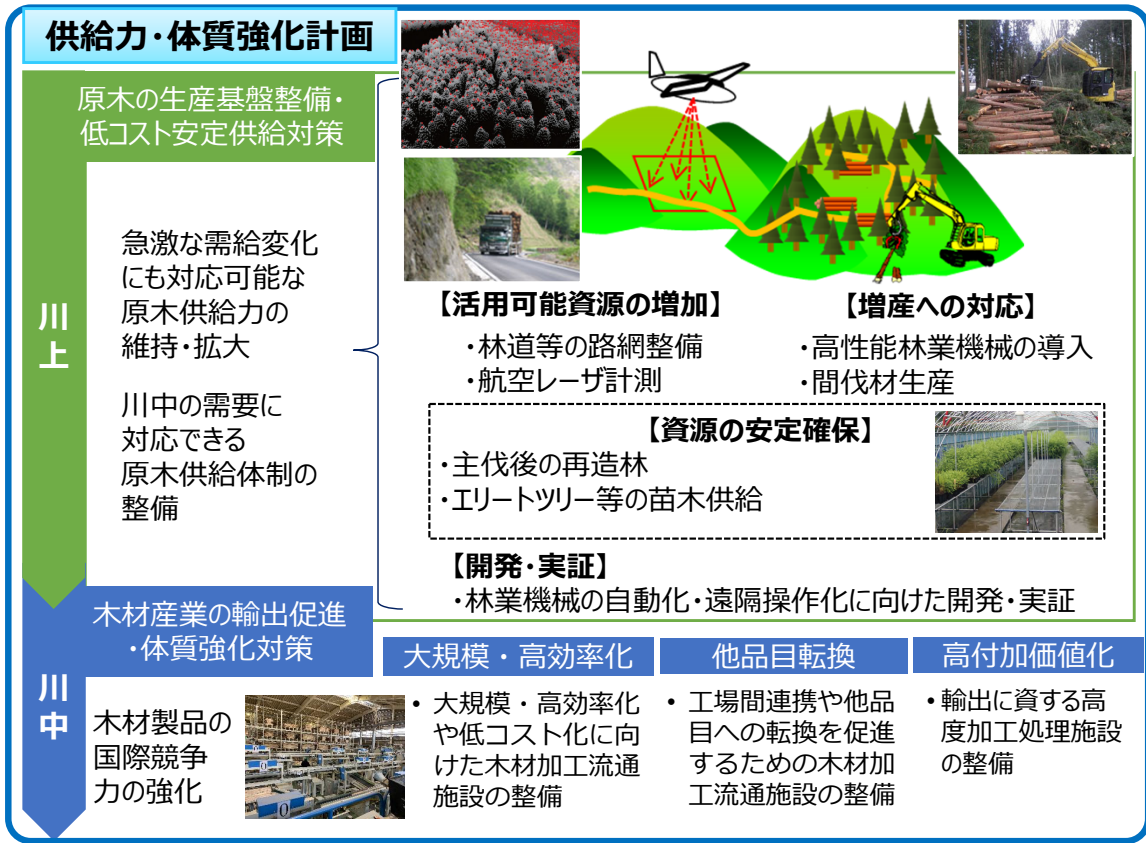 供給力・体質強化計画
原木の生産基盤整備・
低コスト安定供給対策
川上
急激な需給変化
にも対応可能な
原木供給力の
維持・拡大
川中の需要に
対応できる
原木供給体制の
整備
【活用可能資源の増加】
・林道等の路網整備
・航空レーザ計測
【増産への対応】
・高性能林業機械の導入
・間伐材生産
【資源の安定確保】
・主伐後の再造林
・エリートツリー等の苗木供給
【開発・実証】
・林業機械の自動化・遠隔操作化に向けた開発・実証
川中
木材産業の輸出促進
・体質強化対策
木材製品の
国際競争
力の強化
大規模・高効率化
• 大規模・高効率化
や低コスト化に向
けた木材加工流通
施設の整備
他品目転換
• 工場間連携や他品
目への転換を促進
するための木材加
工流通施設の整備
高付加価値化
• 輸出に資する高
度加工処理施設
の整備